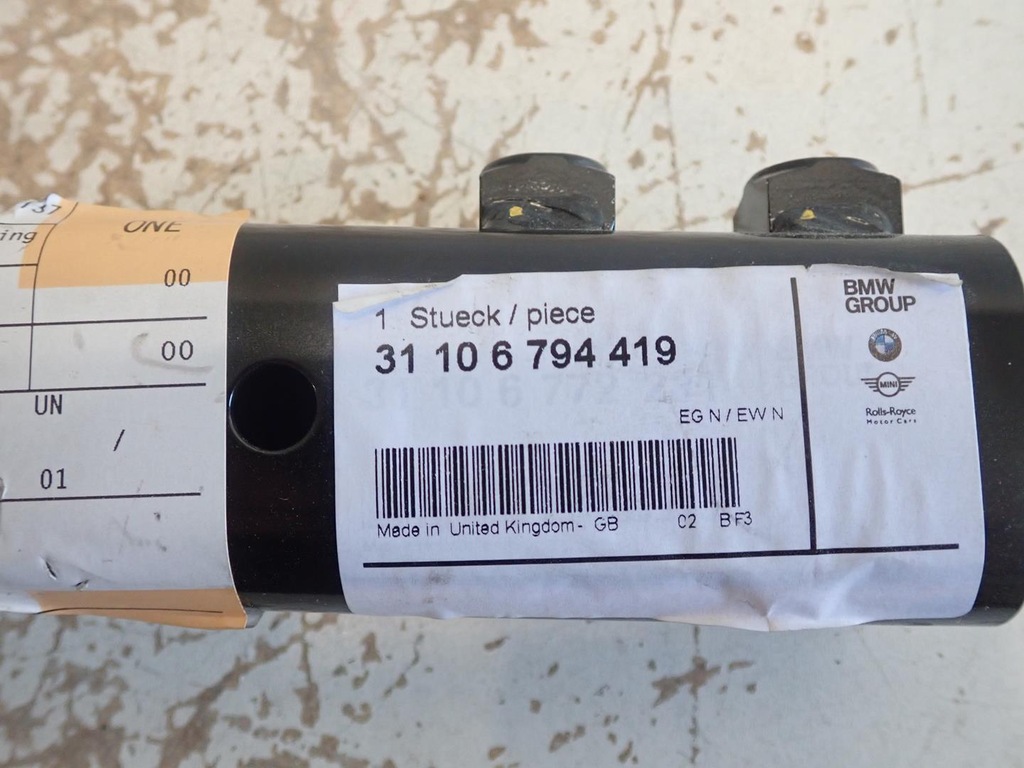 ing
ONE
00
00
UN
/
01
1 Stueck / piece
31 10 6 794 419
EG N / EW N
Made in United Kingdom - GB 02 B F3
BMW
GROUP
MINI
Rolls-Royce
Motor Cars